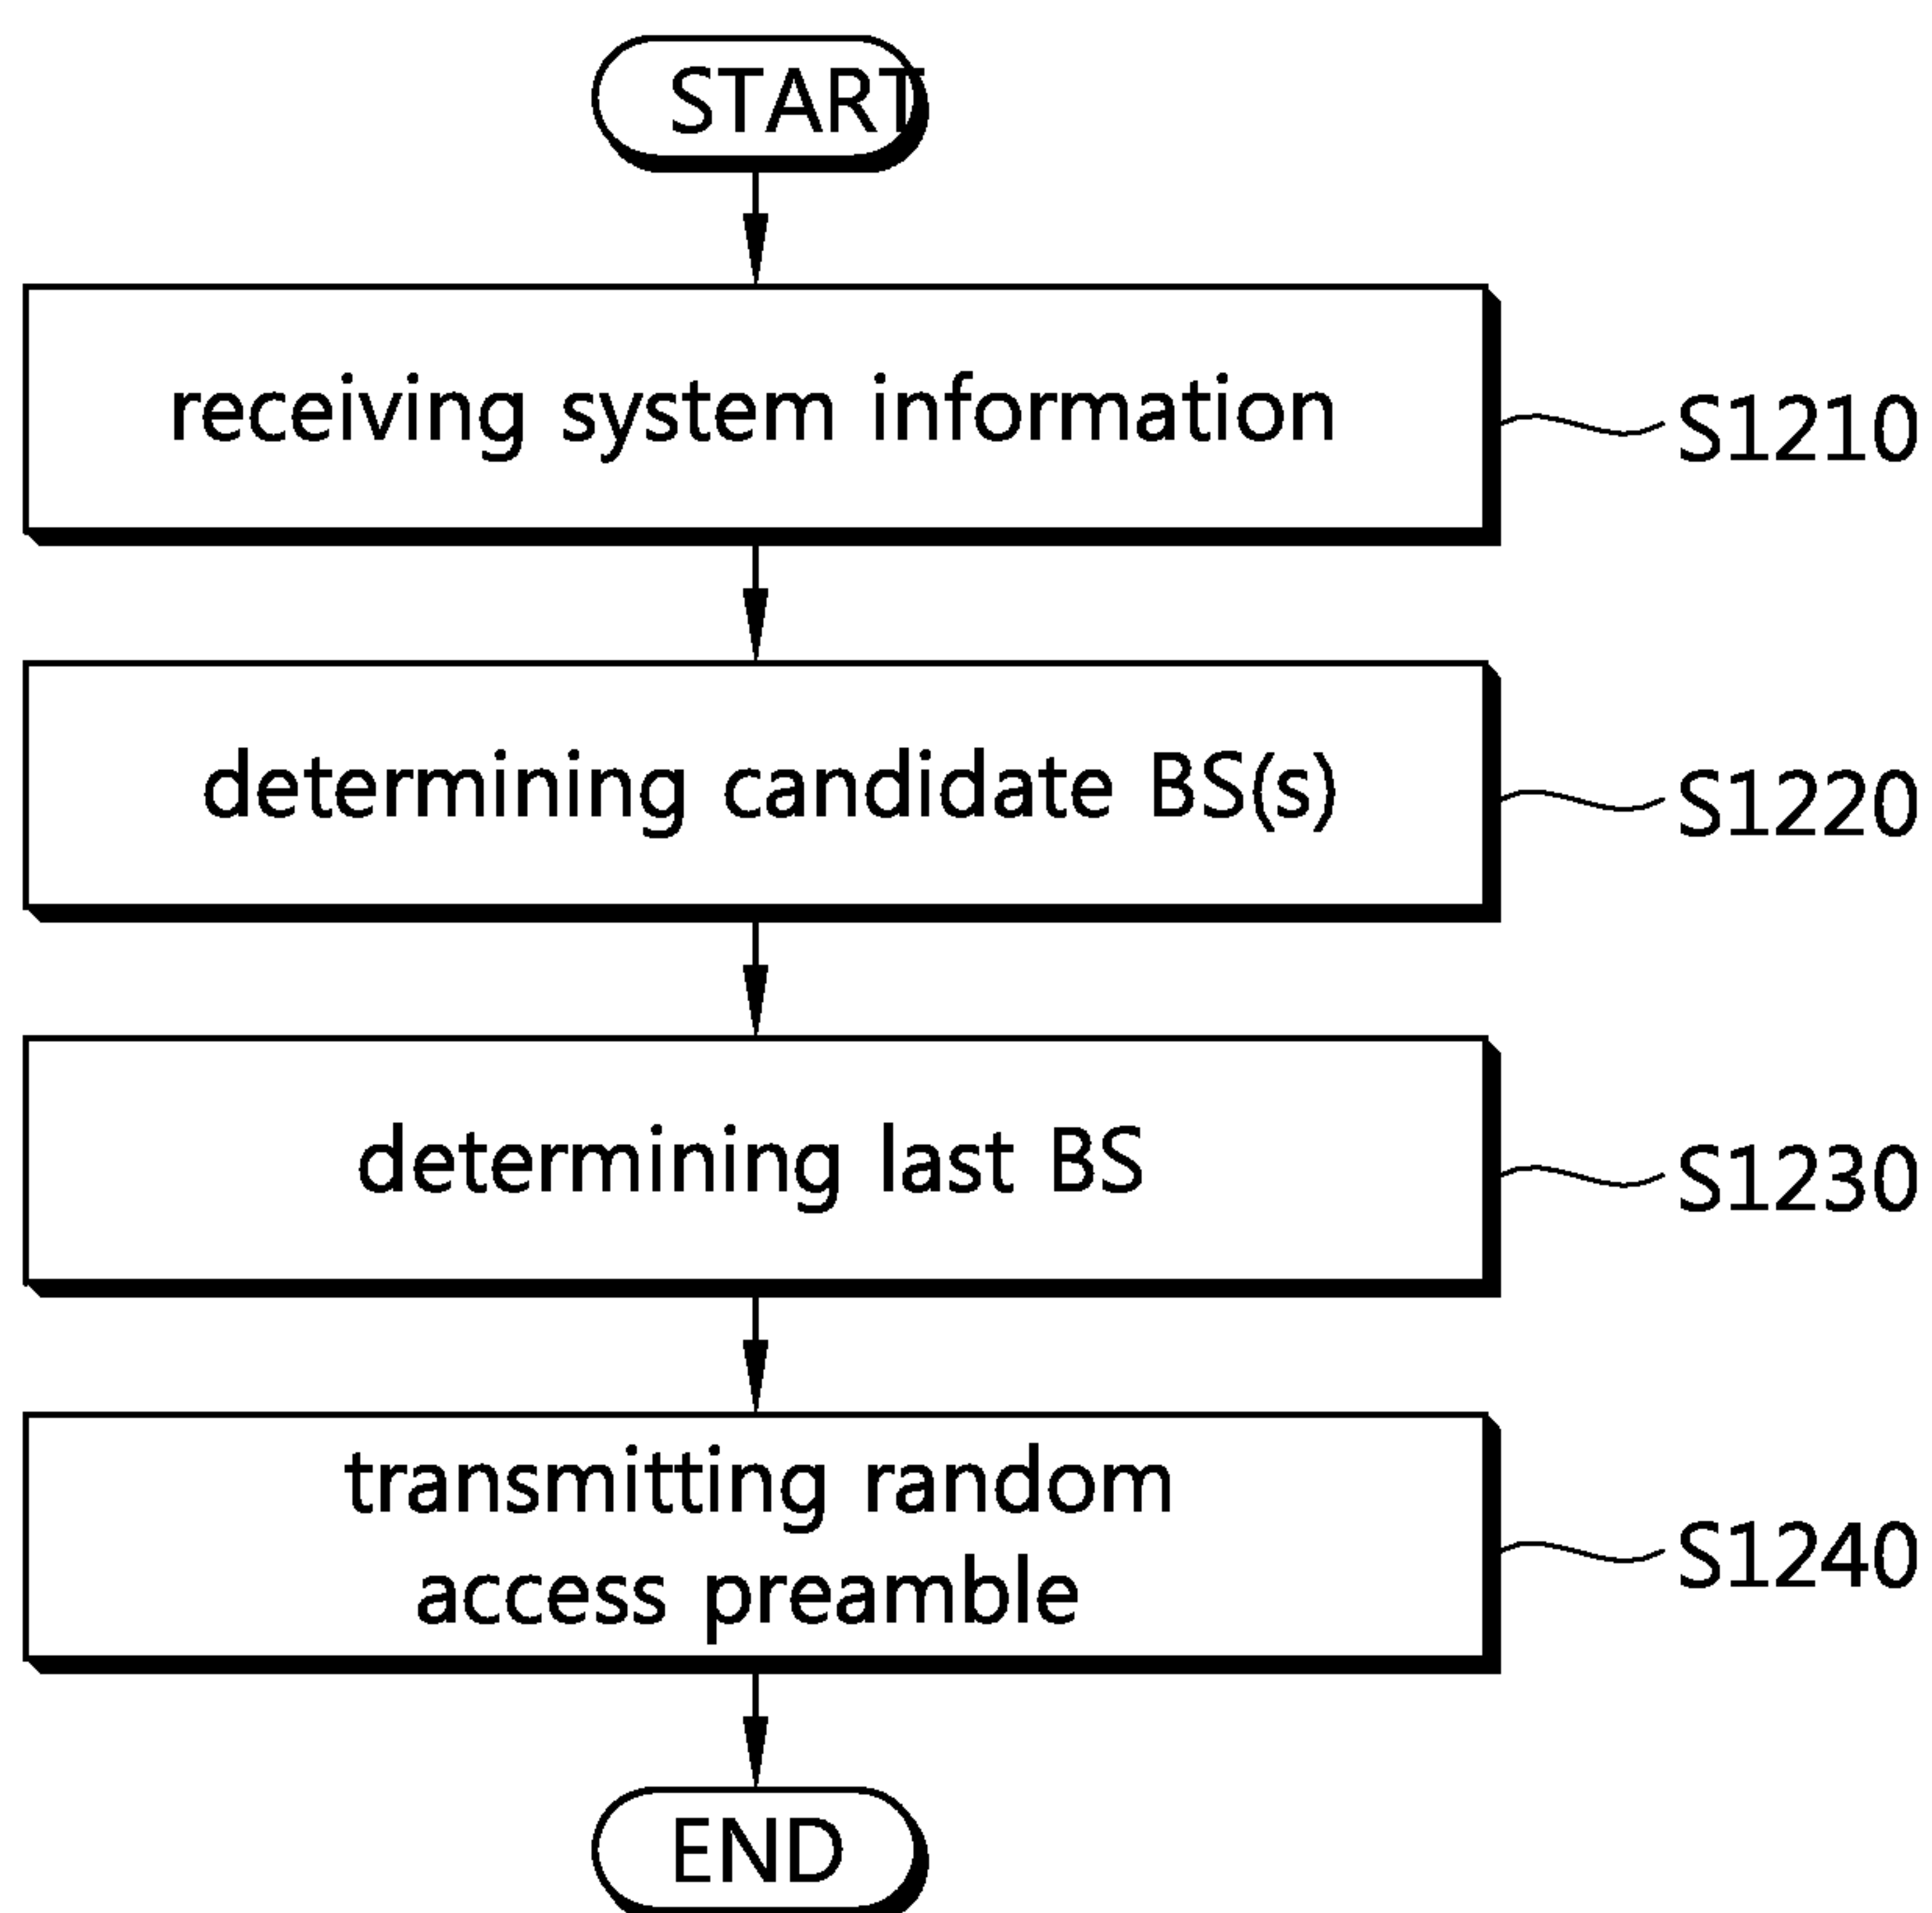 START
receiving system information
S1210
determining candidate BS(s)
S1220
determining last BS
S1230
transmitting random
access preamble
S1240
END